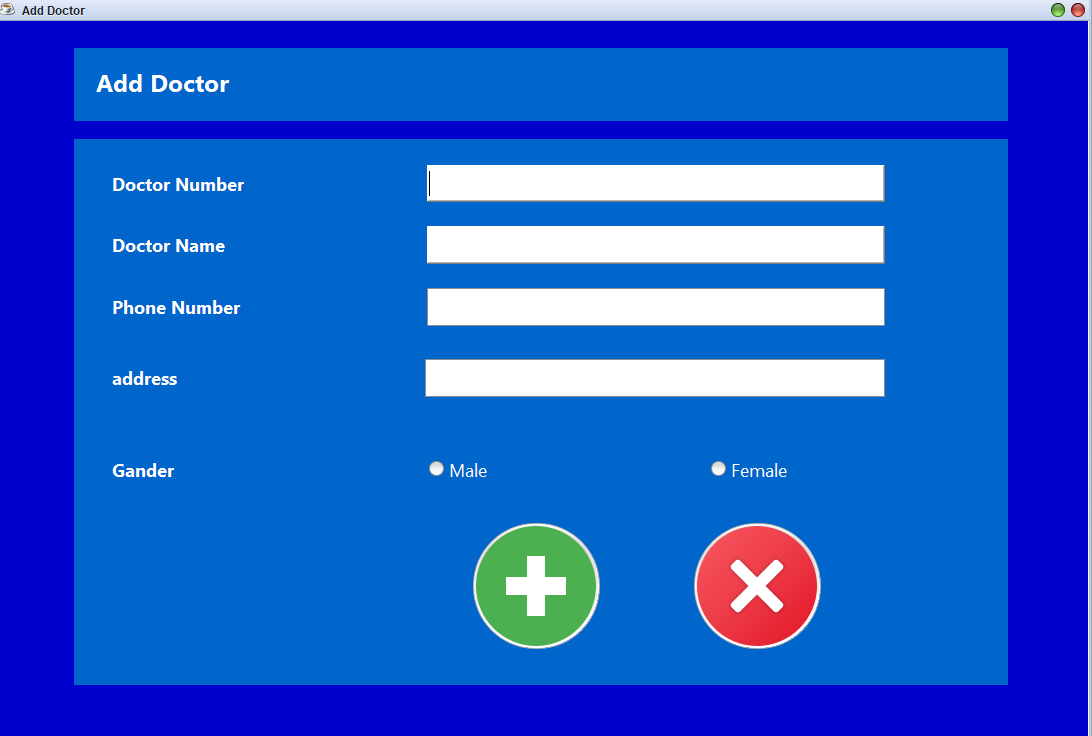 Add Doctor
Add Doctor
Doctor Number
Doctor Name
Phone Number
address
Gander Male Female